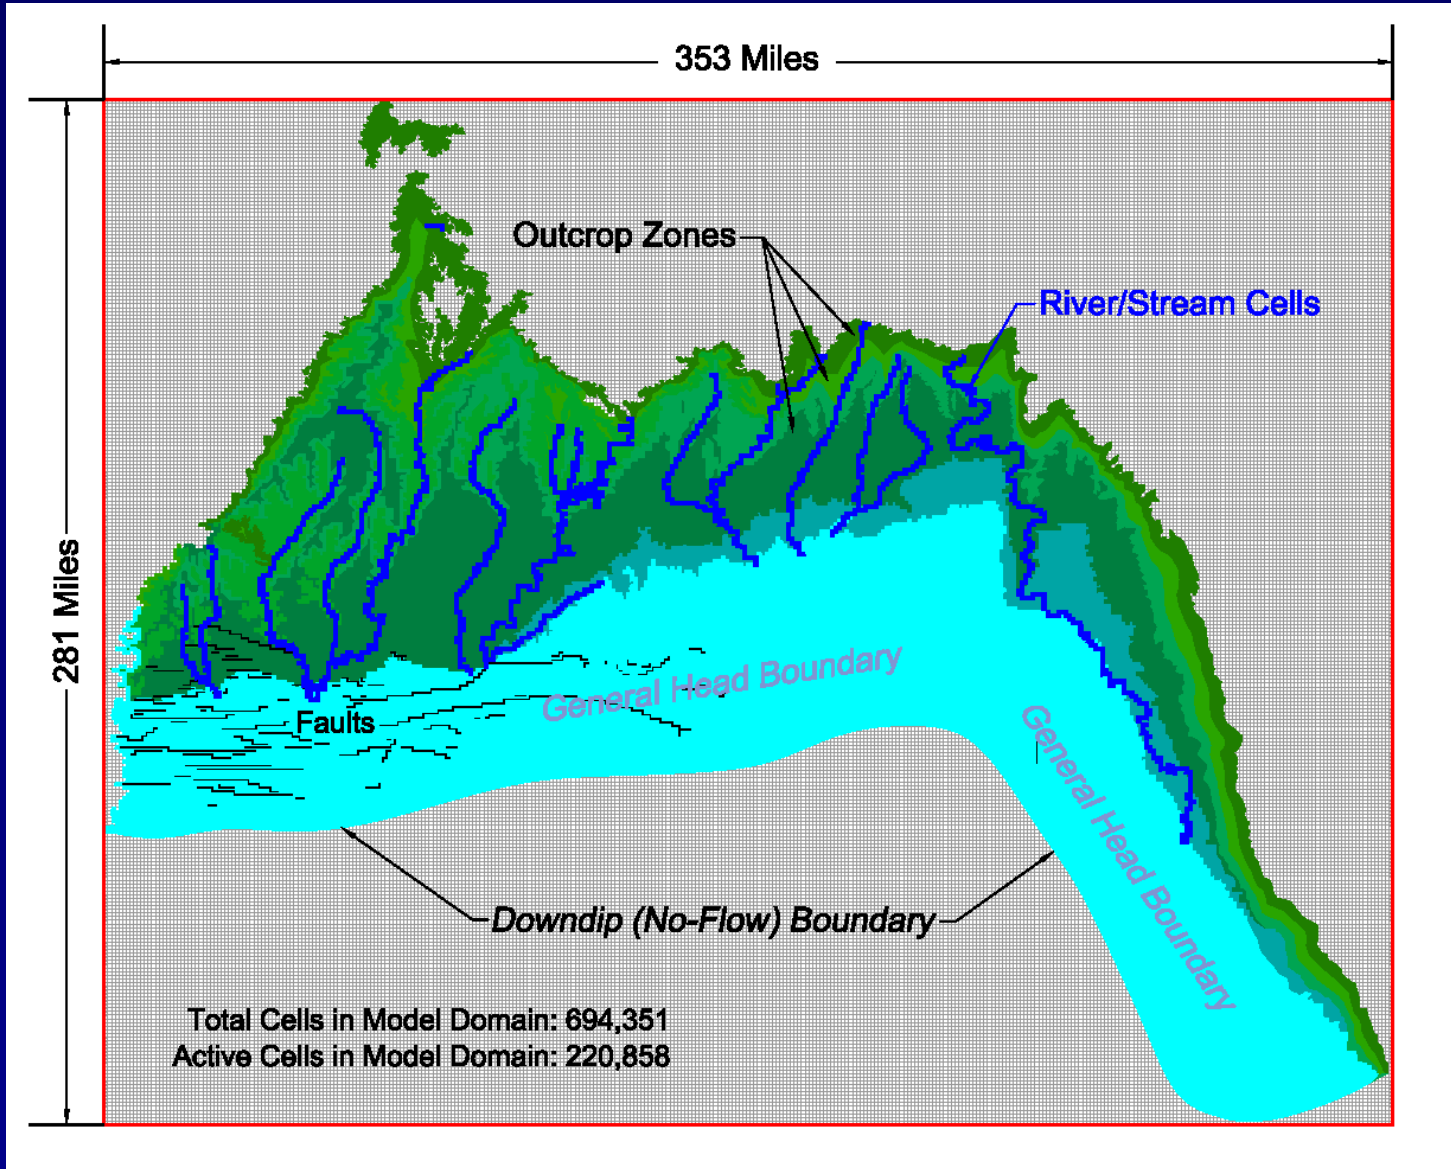 353 Miles
Outcrop Zones
River/Stream Cells
281 Miles
General Head Boundary
Faults
General Head Boundary
Downdip (No-Flow) Boundary
Total Cells in Model Domain: 694,351
Active Cells in Model Domain: 220,858